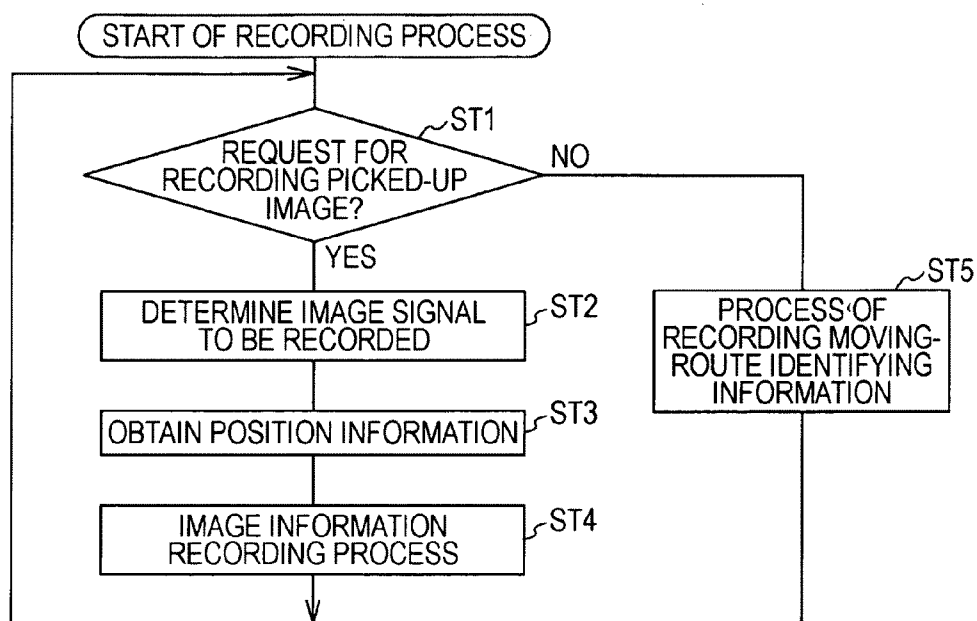 START OF RECORDING PROCESS
ST1
REQUEST FOR
RECORDING PICKED-UP
IMAGE?
NO
YES
ST2
DETERMINE IMAGE SIGNAL
TO BE RECORDED
ST5
PROCESS OF
RECORDING MOVING-
ROUTE IDENTIFYING
INFORMATION
ST3
OBTAIN POSITION INFORMATION
ST4
IMAGE INFORMATION
RECORDING PROCESS